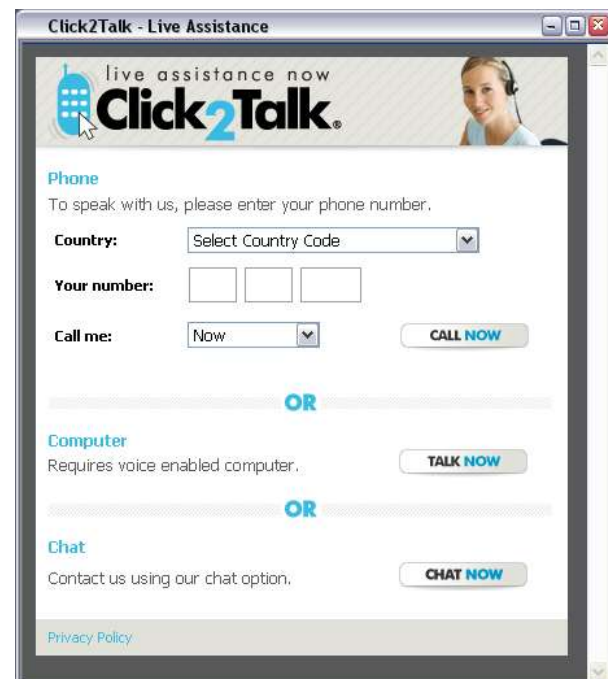 Click2Talk - Live Assistance
live assistance now
Click2Talk®
Phone
To speak with us, please enter your phone number.
Country: Select Country Code
Your number:
Call me: Now CALL NOW
OR
Computer
Requires voice enabled computer. TALK NOW
OR
Chat
Contact us using our chat option. CHAT NOW
Privacy Policy